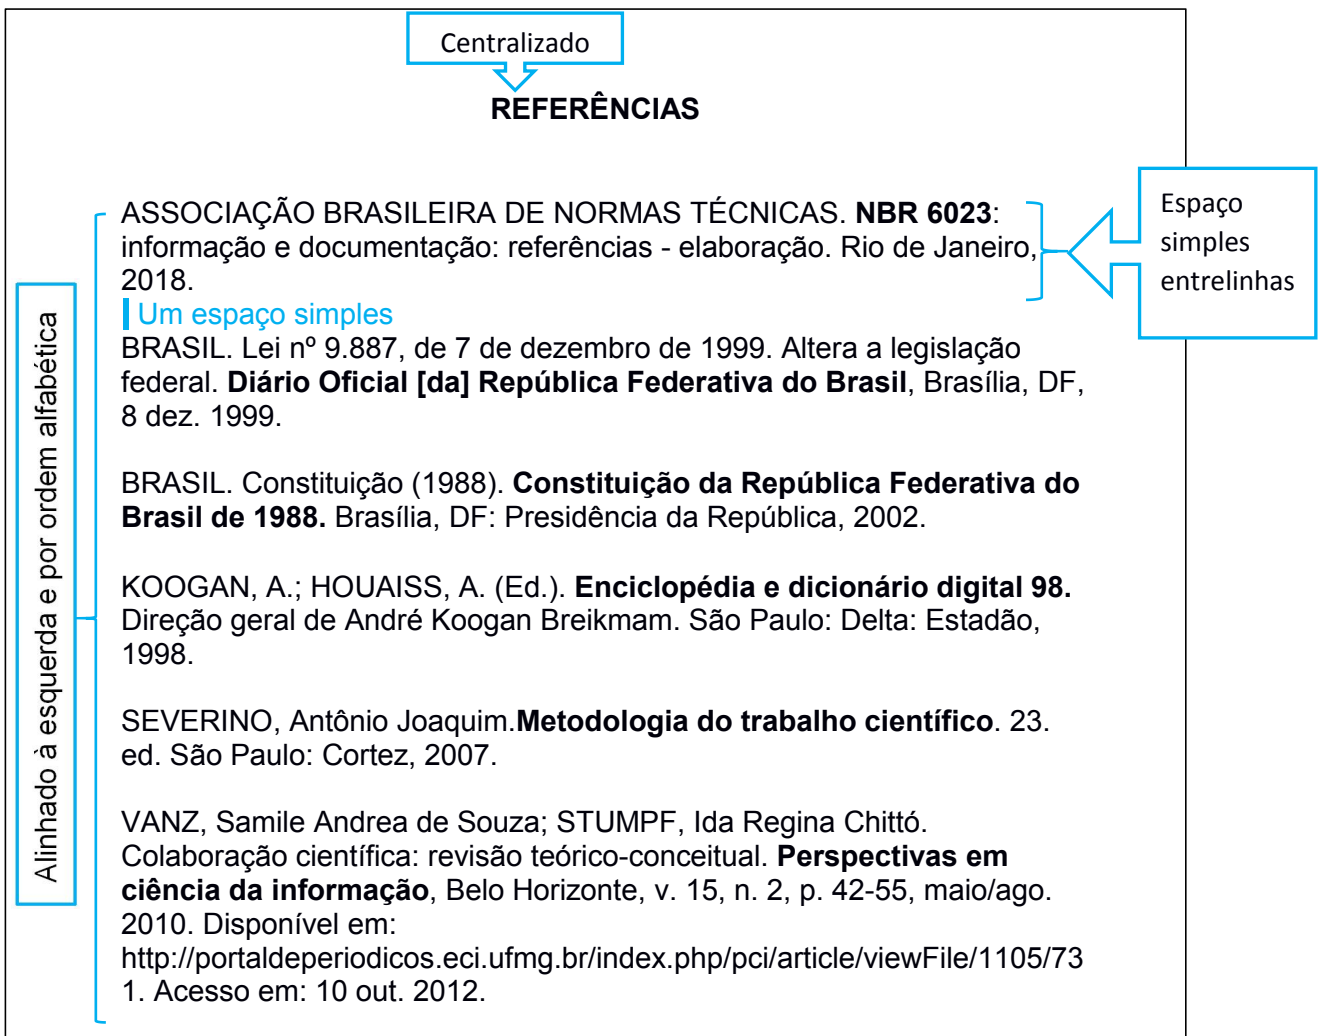 Centralizado
REFERÊNCIAS
ASSOCIAÇÃO BRASILEIRA DE NORMAS TÉCNICAS. NBR 6023:
informação e documentação: referências - elaboração. Rio de Janeiro,
2018.
Um espaço simples
BRASIL. Lei nº 9.887, de 7 de dezembro de 1999. Altera a legislação
federal. Diário Oficial [da] República Federativa do Brasil, Brasília, DF,
8 dez. 1999.
BRASIL. Constituição (1988). Constituição da República Federativa do
Brasil de 1988. Brasília, DF: Presidência da República, 2002.
KOOGAN, A.; HOUAISS, A. (Ed.). Enciclopédia e dicionário digital 98.
Direção geral de André Koogan Breikmam. São Paulo: Delta: Estadão,
1998.
SEVERINO, Antônio Joaquim.Metodologia do trabalho científico. 23.
ed. São Paulo: Cortez, 2007.
VANZ, Samile Andrea de Souza; STUMPF, Ida Regina Chittó.
Colaboração científica: revisão teórico-conceitual. Perspectivas em
ciência da informação, Belo Horizonte, v. 15, n. 2, p. 42-55, maio/ago.
2010. Disponível em:
http://portaldeperiodicos.eci.ufmg.br/index.php/pci/article/viewFile/1105/73
1. Acesso em: 10 out. 2012.
Espaço
simples
entrelinhas
Alinhado à esquerda e por ordem alfabética